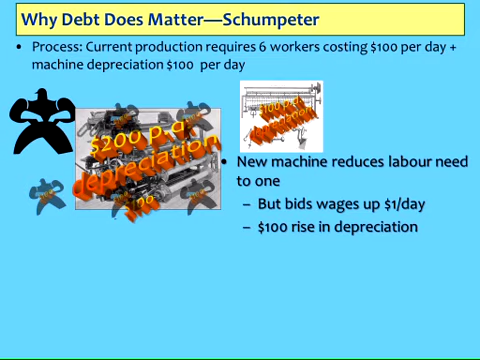 Why Debt Does Matter—Schumpeter
• Process: Current production requires 6 workers costing $100 per day +
machine depreciation $100 per day
$200 p.d.
depreciation
$100 p.d.
depreciation
• New machine reduces labour need
to one
– But bids wages up $1/day
– $100 rise in depreciation